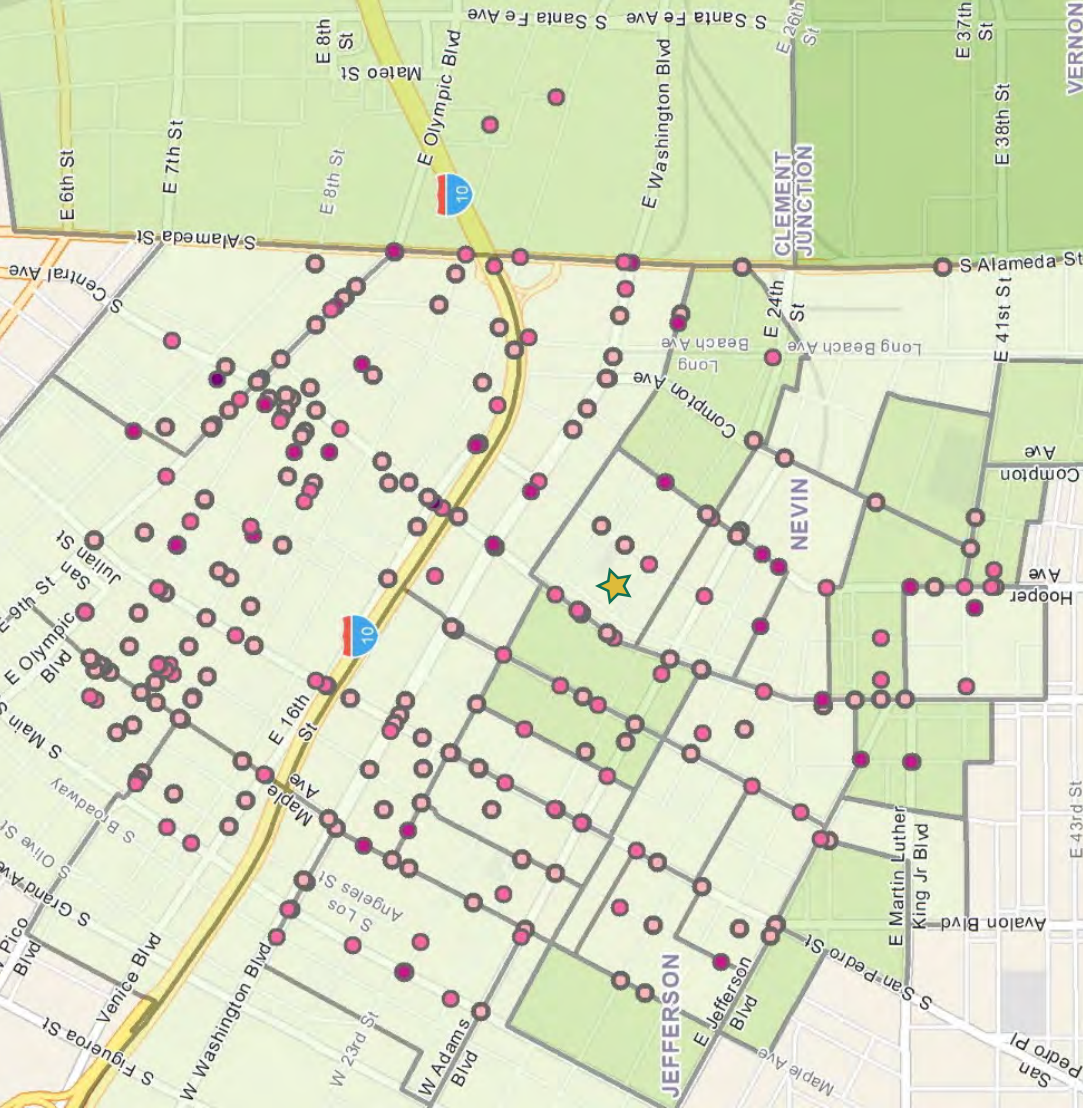 S Santa Fe Ave
S Santa Fe Ave
E 26th
St
E 37th
St
VERNON
E 8th
St
Mateo St
E Olympic Blvd
E Washington Blvd
E 38th St
E 6th St
E 7th St
E 8th St
10
CLEMENT
JUNCTION
S Alameda St
S Alameda St
S Central Ave
E 24th
St
E 41st St
Long
Beach Ave
Long Beach Ave
Compton Ave
Compton
Ave
NEVIN
San
Julian St
Hooper
Ave
E 9th St
E Olympic
Blvd
10
E 16th
St
S Main St
Maple
Ave
S Broadway
S Olive St
S Grand Ave
S Los
Angeles St
E Martin Luther
King Jr Blvd
E 43rd St
Avalon Blvd
Pico
Blvd
Venice Blvd
W Washington Blvd
S San Pedro St
JEFFERSON
E Jefferson
Blvd
S Figueroa St
W 23rd St
W Adams
Blvd
Maple Ave
San
Pedro Pl